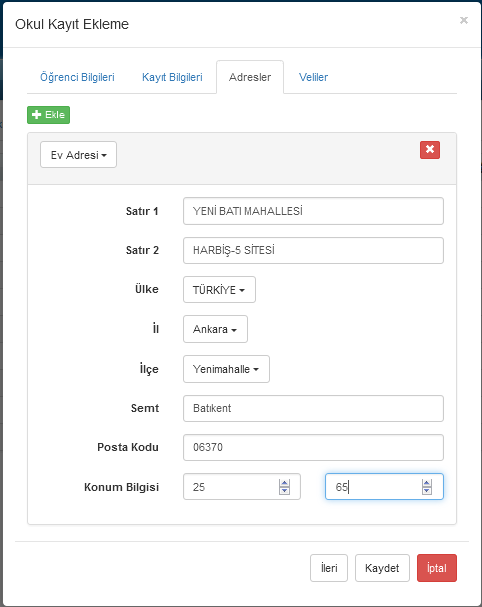 Okul Kayıt Ekleme ×
Öğrenci Bilgileri Kayıt Bilgileri Adresler Veliler
Ekle
Ev Adresi
Satır 1 YENİ BATI MAHALLESİ
Satır 2 HARBİŞ-5 SİTESİ
Ülke TÜRKİYE
İl Ankara
İlçe Yenimahalle
Semt Batıkent
Posta Kodu 06370
Konum Bilgisi 25 65
İleri Kaydet İptal